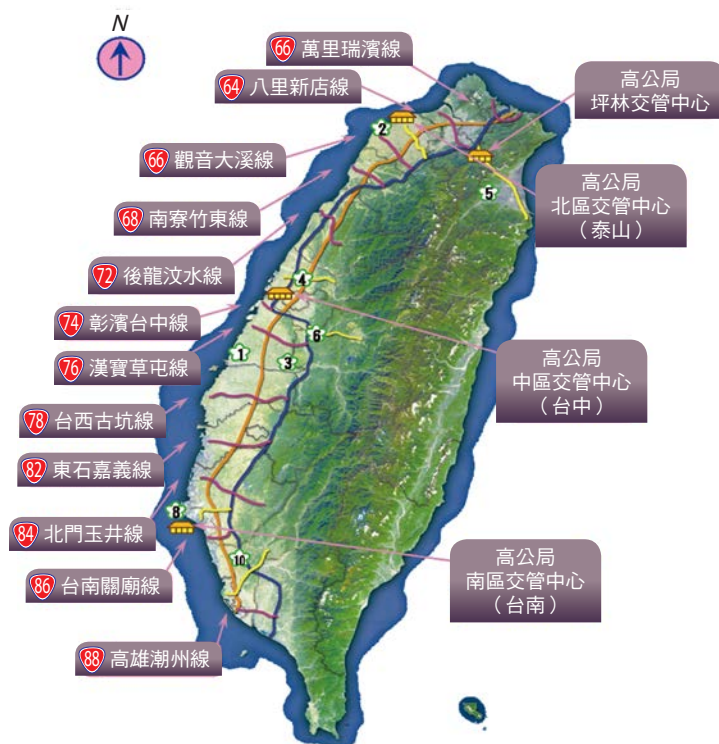 N
66 萬里瑞濱線
64 八里新店線
66 觀音大溪線
68 南寮竹東線
72 後龍汶水線
74 彰濱台中線
76 漢寶草屯線
78 台西古坑線
82 東石嘉義線
84 北門玉井線
86 台南關廟線
88 高雄潮州線
高公局
坪林交管中心
高公局
北區交管中心
（泰山）
高公局
中區交管中心
（台中）
高公局
南區交管中心
（台南）
2
5
4
6
1
3
8
10